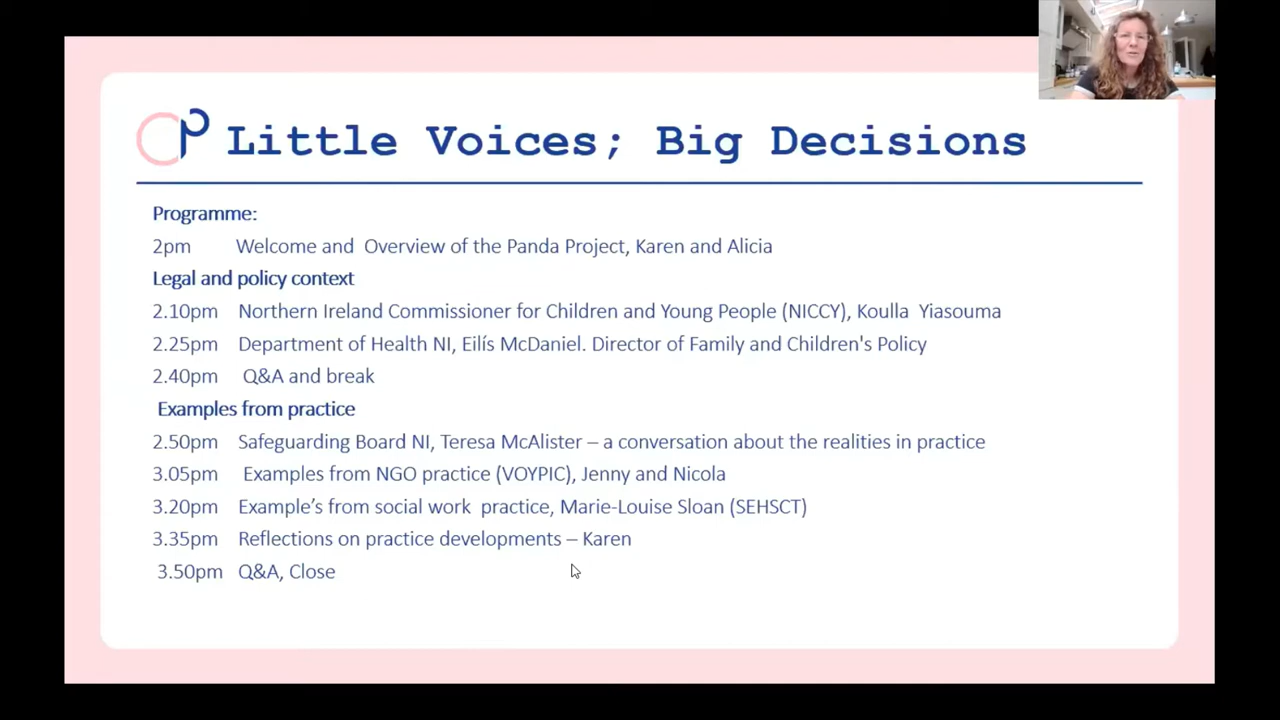 Little Voices; Big Decisions
Programme:
2pm Welcome and Overview of the Panda Project, Karen and Alicia
Legal and policy context
2.10pm Northern Ireland Commissioner for Children and Young People (NICCY), Koulla Yiasouma
2.25pm Department of Health NI, Eilís McDaniel. Director of Family and Children's Policy
2.40pm Q&A and break
Examples from practice
2.50pm Safeguarding Board NI, Teresa McAlister – a conversation about the realities in practice
3.05pm Examples from NGO practice (VOYPIC), Jenny and Nicola
3.20pm Example’s from social work practice, Marie-Louise Sloan (SEHSCT)
3.35pm Reflections on practice developments – Karen
3.50pm Q&A, Close